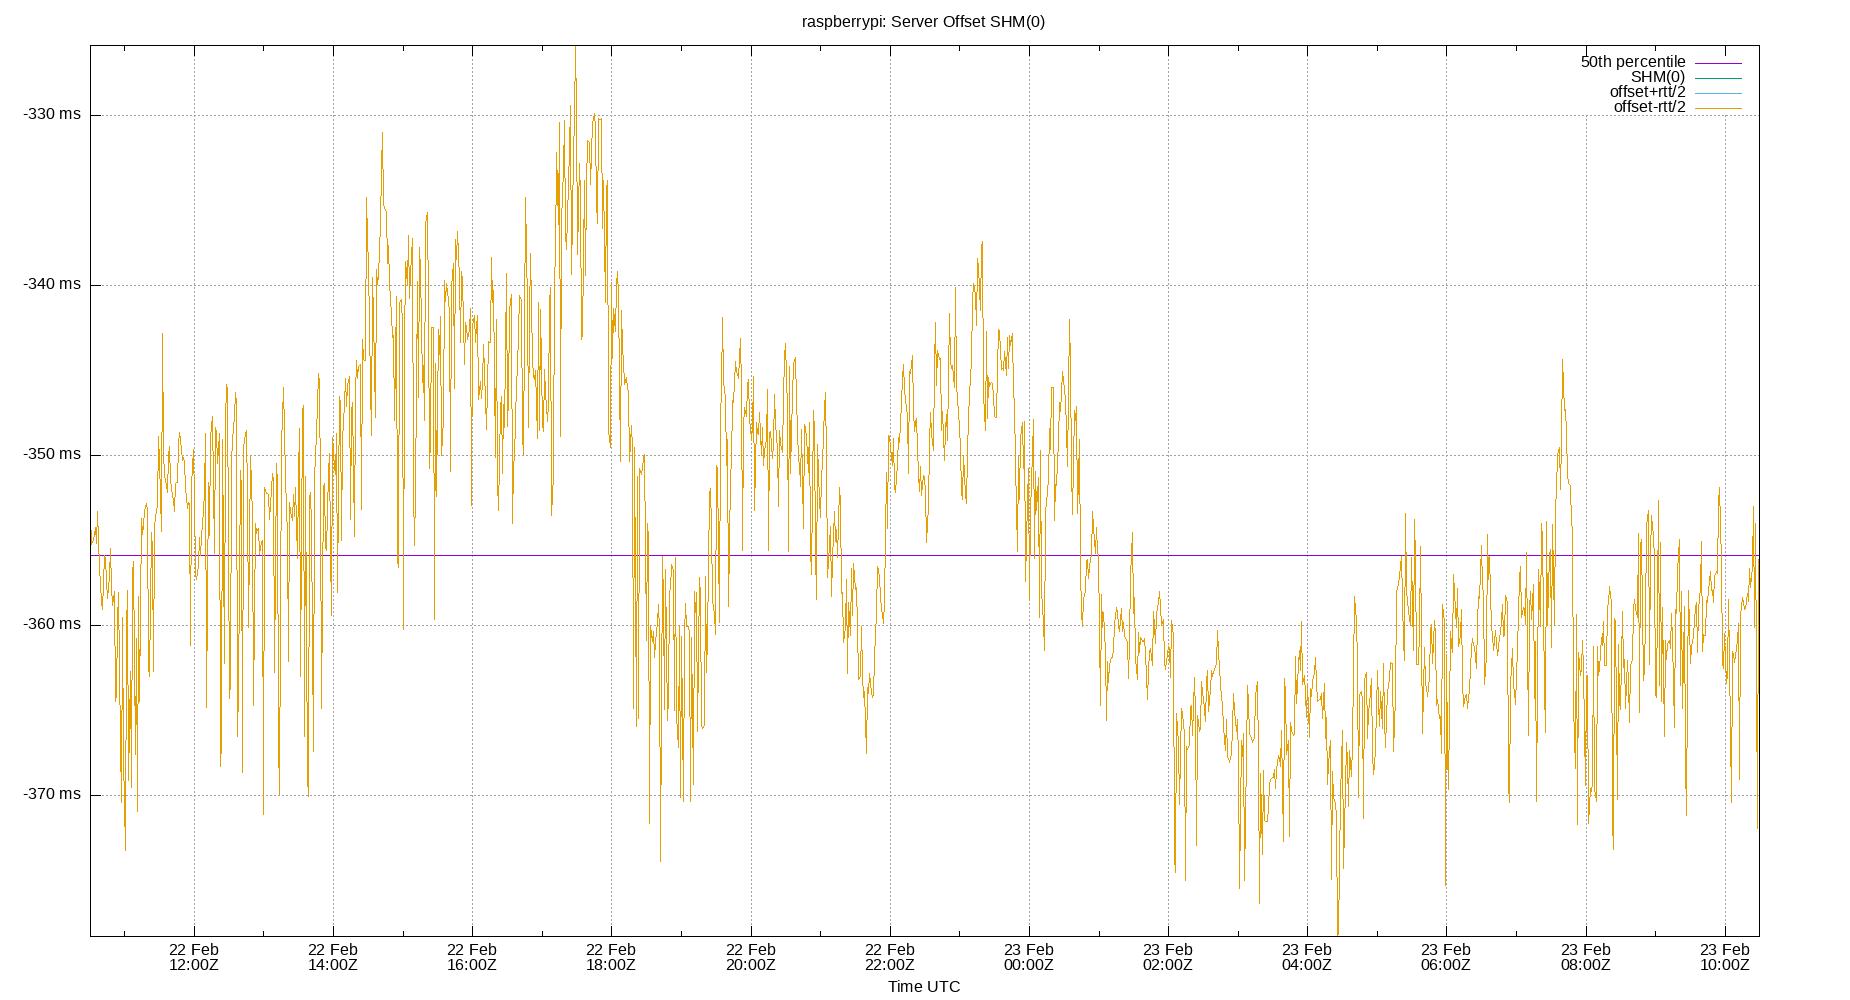 raspberrypi: Server Offset SHM(0)
50th percentile
SHM(0)
offset+rtt/2
offset-rtt/2
-330 ms
-340 ms
-350 ms
-360 ms
-370 ms
22 Feb 22 Feb 22 Feb 22 Feb 22 Feb 22 Feb 23 Feb 23 Feb 23 Feb 23 Feb 23 Feb 23 Feb
12:00Z 14:00Z 16:00Z 18:00Z 20:00Z 22:00Z 00:00Z 02:00Z 04:00Z 06:00Z 08:00Z 10:00Z
Time UTC